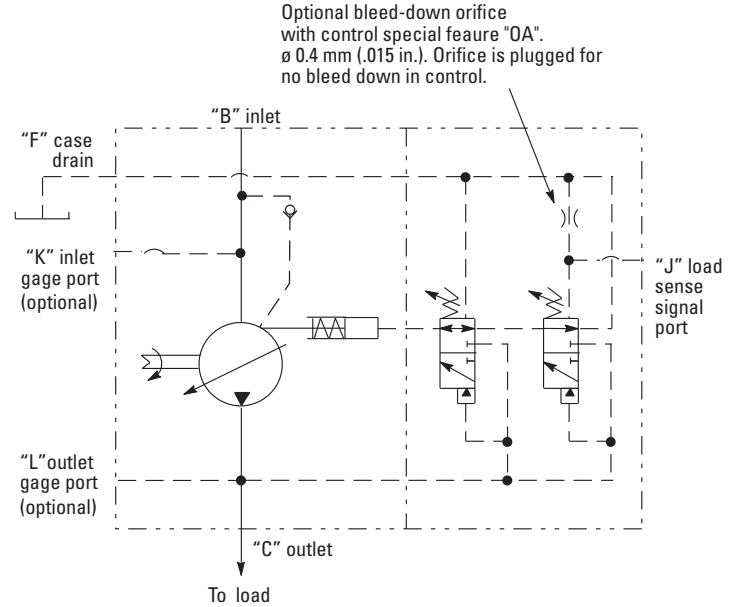 Optional bleed-down orifice
with control special feaure "OA".
ø 0.4 mm (.015 in.). Orifice is plugged for
no bleed down in control.
“B” inlet
“F” case
drain
“K” inlet
gage port
(optional)
“J” load
sense
signal
port
“L”outlet
gage port
(optional)
“C” outlet
To load